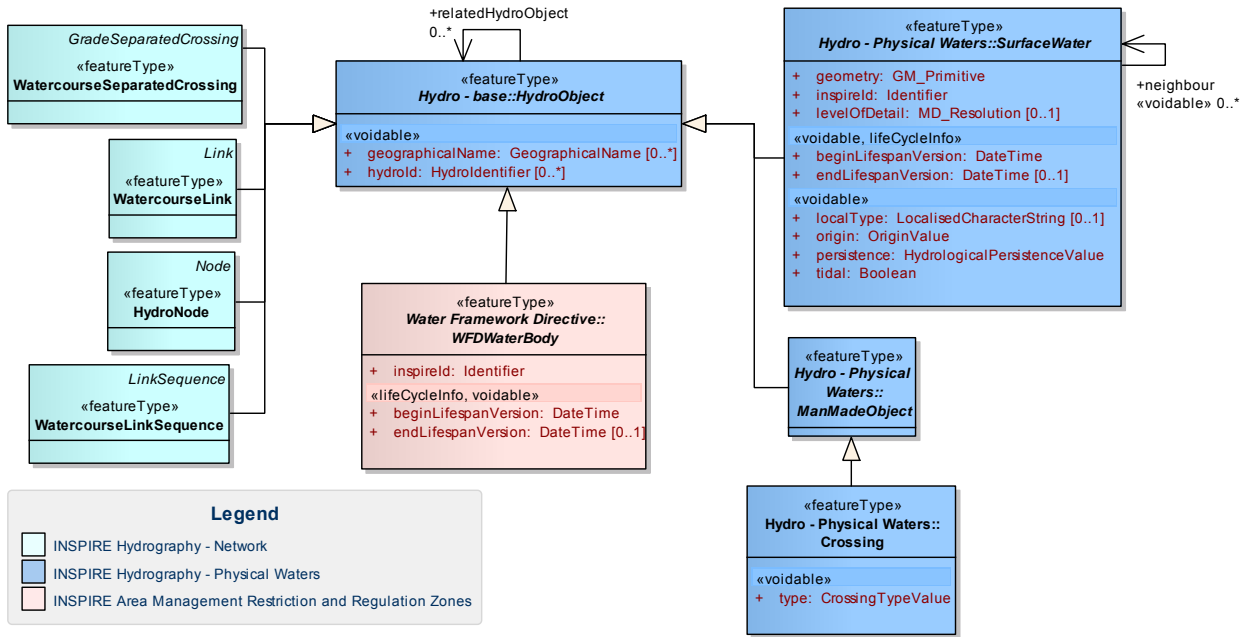 GradeSeparatedCrossing
«featureType»
WatercourseSeparatedCrossing
Link
«featureType»
WatercourseLink
Node
«featureType»
HydroNode
LinkSequence
«featureType»
WatercourseLinkSequence
+relatedHydroObject
0..*
«featureType»
Hydro - base::HydroObject
«voidable»
+ geographicalName: GeographicalName [0..*]
+ hydroId: HydroIdentifier [0..*]
«featureType»
Water Framework Directive::
WFDWaterBody
+ inspireId: Identifier
«lifeCycleInfo, voidable»
+ beginLifespanVersion: DateTime
+ endLifespanVersion: DateTime [0..1]
«featureType»
Hydro - Physical Waters::SurfaceWater
+ geometry: GM_Primitive
+ inspireId: Identifier
+ levelOfDetail: MD_Resolution [0..1]
«voidable, lifeCycleInfo»
+ beginLifespanVersion: DateTime
+ endLifespanVersion: DateTime [0..1]
«voidable»
+ localType: LocalisedCharacterString [0..1]
+ origin: OriginValue
+ persistence: HydrologicalPersistenceValue
+ tidal: Boolean
+neighbour
«voidable» 0..*
«featureType»
Hydro - Physical
Waters::
ManMadeObject
«featureType»
Hydro - Physical Waters::
Crossing
«voidable»
+ type: CrossingTypeValue
Legend
INSPIRE Hydrography - Network
INSPIRE Hydrography - Physical Waters
INSPIRE Area Management Restriction and Regulation Zones